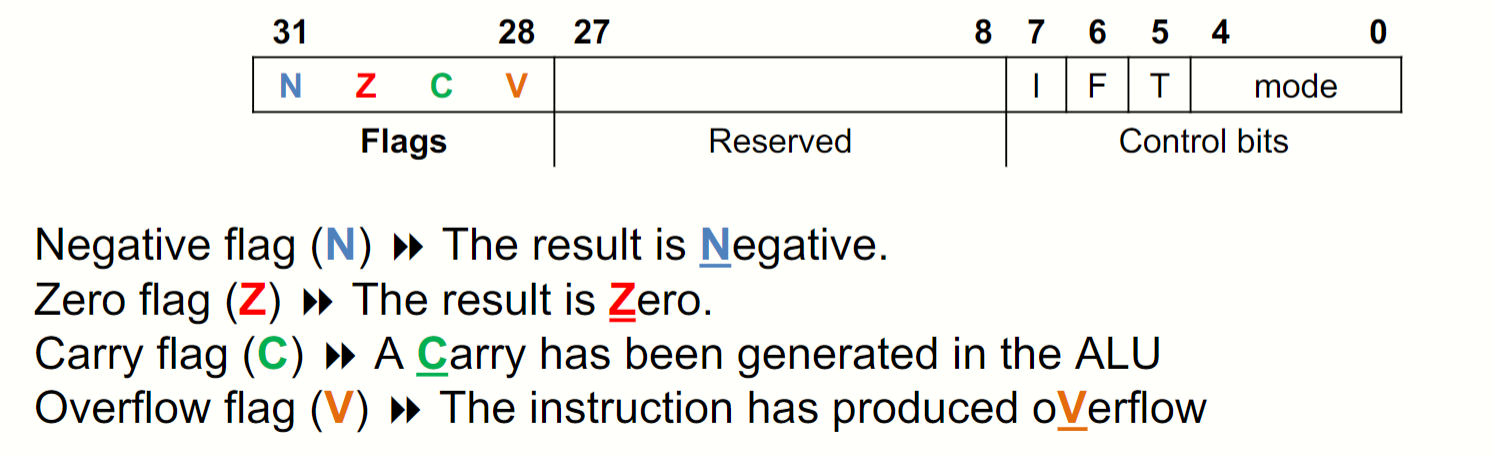 31 28 27 8 7 6 5 4 0
N Z C V I F T mode
Flags Reserved Control bits
Negative flag (N) The result is Negative.
Zero flag (Z) The result is Zero.
Carry flag (C) A Carry has been generated in the ALU
Overflow flag (V) The instruction has produced oVerflow